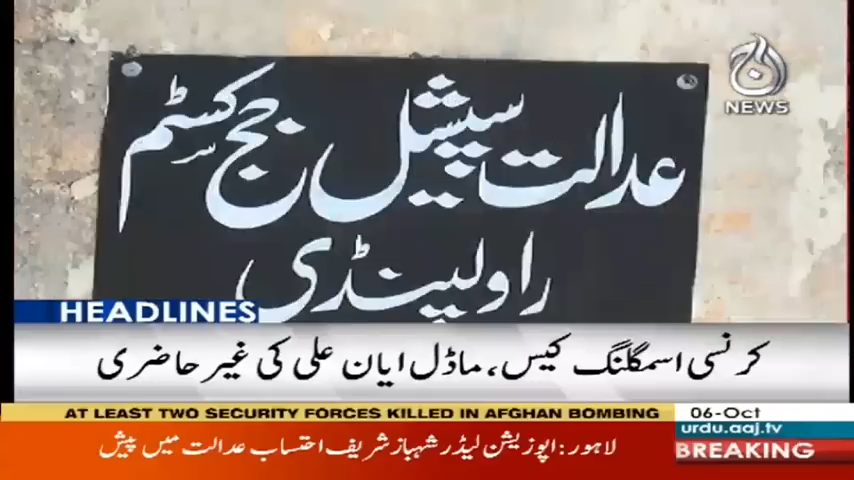 عدالت سپیشل جج کسٹم
راولپنڈی
آج
NEWS
HEADLINES
کرنسی اسمگلنگ کیس، ماڈل ایان علی کی غیر حاضری
AT LEAST TWO SECURITY FORCES KILLED IN AFGHAN BOMBING
06-Oct
urdu.aaj.tv
لاہور: اپوزیشن لیڈر شہباز شریف احتساب عدالت میں پیش
BREAKING